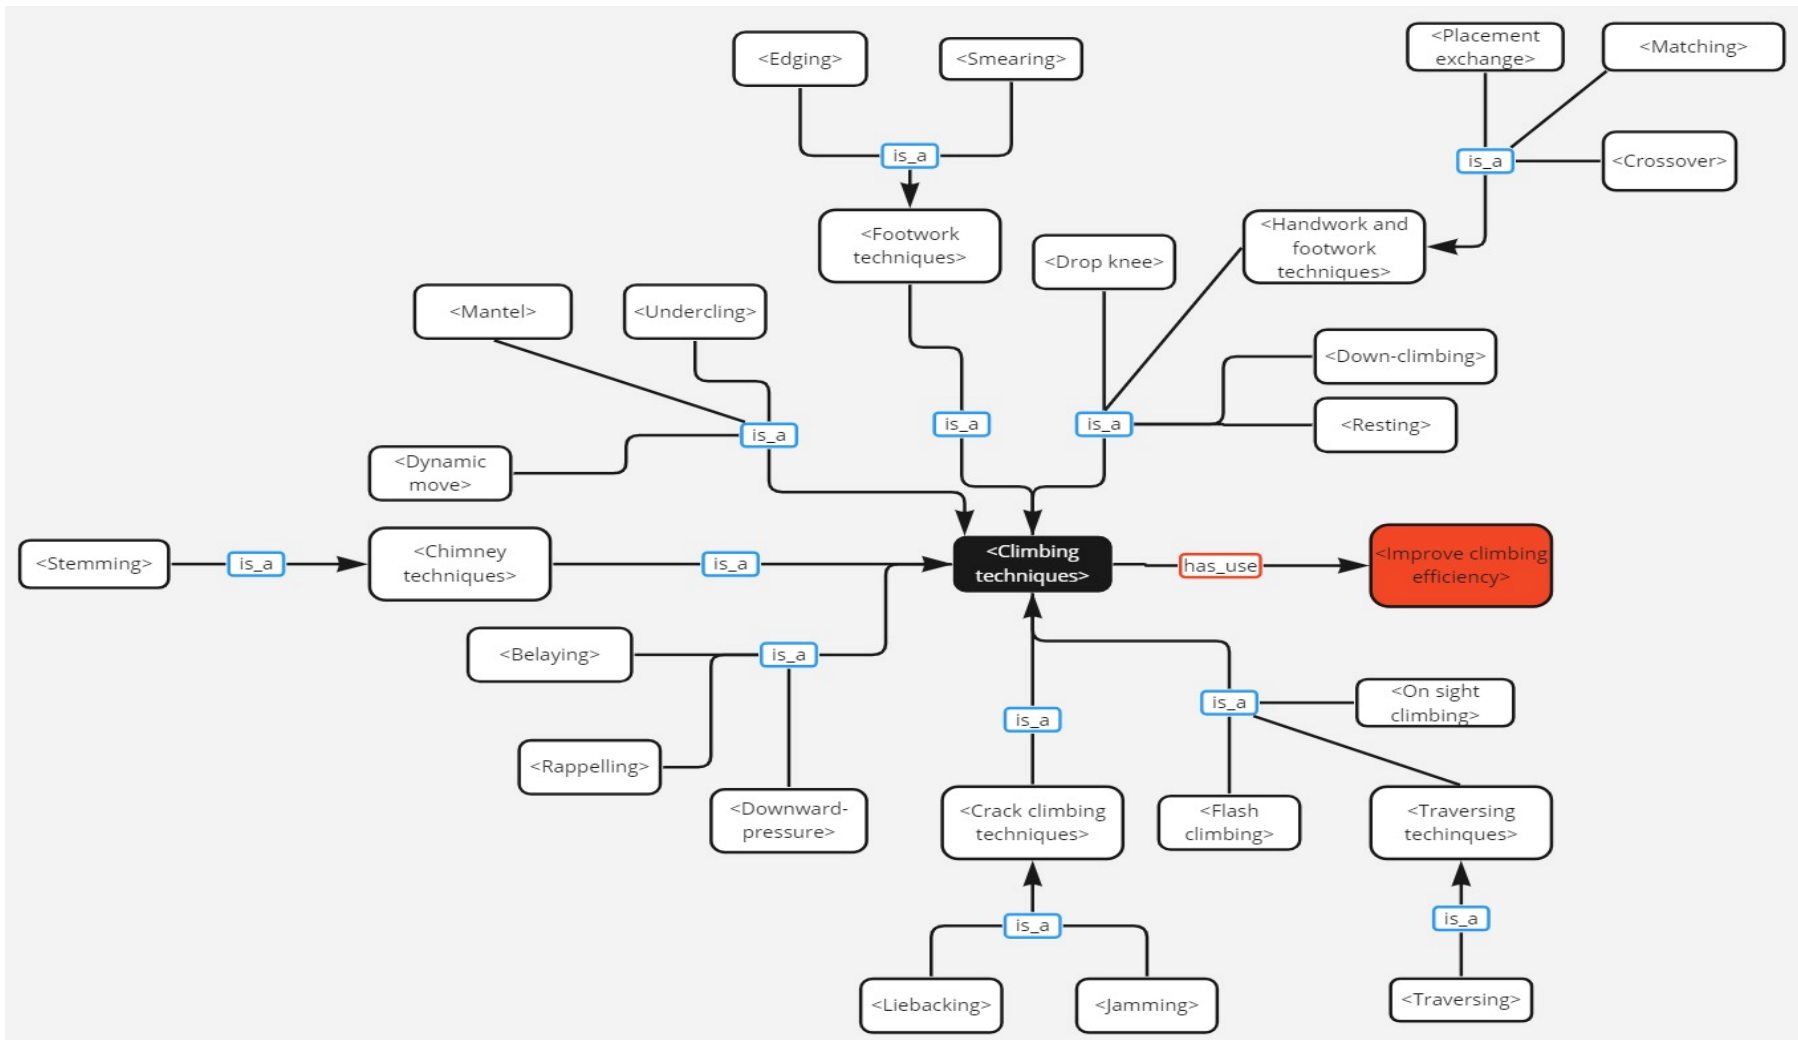 <Edging>
<Smearing>
<Placement
exchange>
<Matching>
is_a
is_a
<Crossover>
<Footwork
techniques>
<Drop knee>
<Handwork and
footwork
techniques>
<Mantel>
<Undercling>
<Down-climbing>
is_a
is_a
is_a
<Resting>
<Dynamic
move>
<Stemming>
is_a
<Chimney
techniques>
is_a
<Climbing
techniques>
has_use
<Improve climbing
efficiency>
<Belaying>
is_a
<Rappelling>
<Downward-
pressure>
is_a
is_a
<On sight
climbing>
<Crack climbing
techniques>
<Flash
climbing>
<Traversing
techinques>
is_a
is_a
<Liebacking>
<Jamming>
<Traversing>